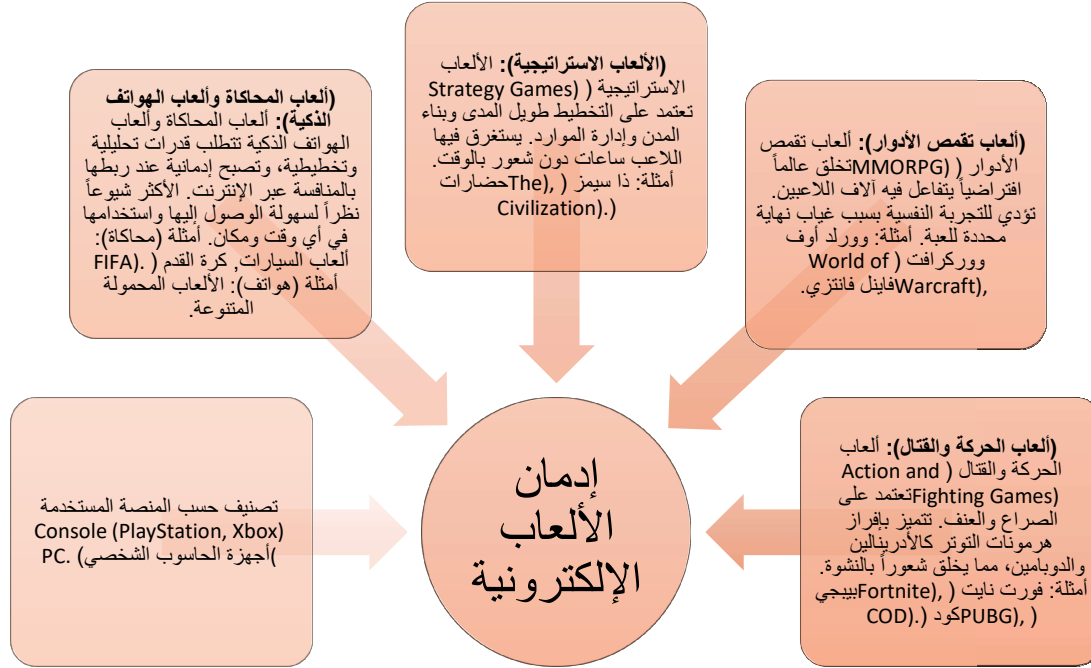 (ألعاب الحركة والقتال): ألعاب
الحركة والقتال ( Action and
Fighting Games)تعتمد على
الصراع والعنف. تتميز بإفراز
هرمونات التوتر كالأدرينالين
والدوبامين، مما يخلق شعوراً بالنشوة.
أمثلة: فورت نايت ( Fortnite), بيبجي
( PUBG), كود ( COD).
(ألعاب تقمص الأدوار): ألعاب تقمص
الأدوار ( MMORPG) تخلق عالماً
افتراضياً يتفاعل فيه آلاف اللاعبين.
تؤدي للتجربة النفسية بسبب غياب نهاية
محددة للعبة. أمثلة: وورلد أوف
ووركرافت ( World of
Warcraft), فاينل فانتزي.
(الألعاب الاستراتيجية): الألعاب
الاستراتيجية ( Strategy Games)
تعتمد على التخطيط طويل المدى وبناء
المدن وإدارة الموارد. يستغرق فيها
اللاعب ساعات دون شعور بالوقت.
أمثلة: ذا سيمز ( The), حضارات
( Civilization).
(ألعاب المحاكاة وألعاب الهواتف
الذكية): ألعاب المحاكاة وألعاب
الهواتف الذكية تتطلب قدرات تحليلية
وتخطيطية، وتصبح إدمانية عند ربطها
بالمنافسة عبر الإنترنت. الأكثر شيوعاً
نظراً لسهولة الوصول إليها واستخدامها
في أي وقت ومكان. أمثلة (محاكاة):
ألعاب السيارات, كرة القدم ( FIFA).
أمثلة (هواتف): الألعاب المحمولة
المتنوعة.
تصنيف حسب المنصة المستخدمة
Console (PlayStation, Xbox)
(أجهزة الحاسوب الشخصي) PC.
إدمان
الألعاب
الإلكترونية